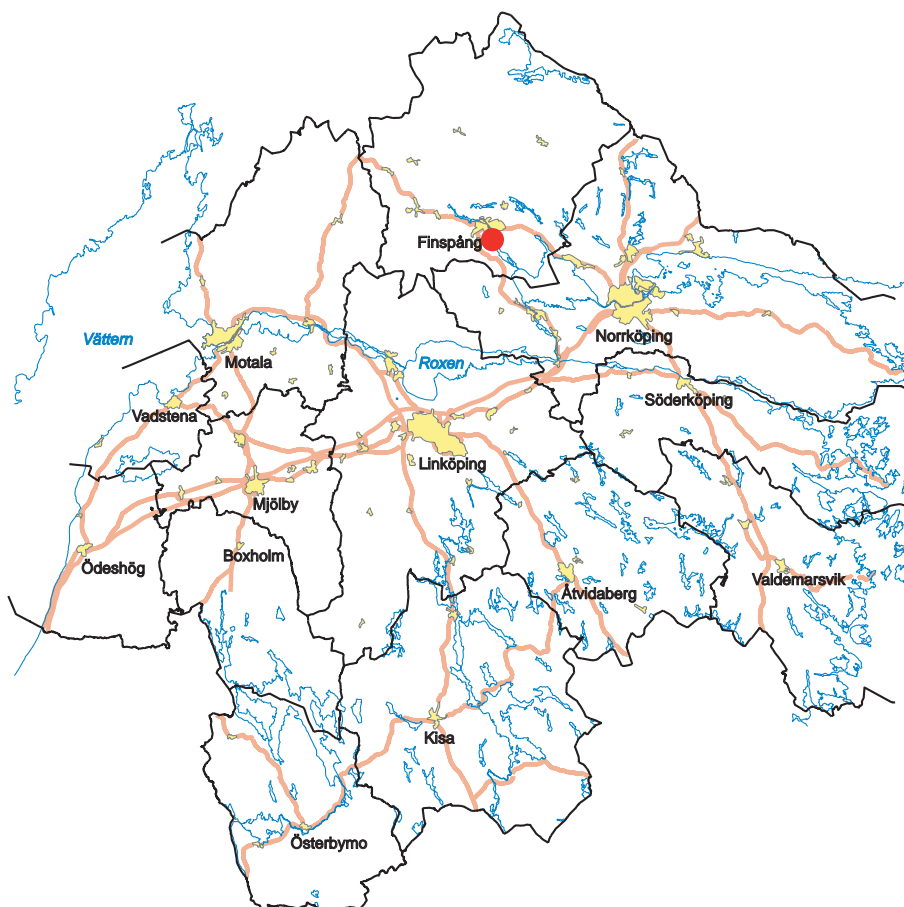 Finspång
Norrköping
Vättern
Motala
Roxen
Söderköping
Vadstena
Linköping
Mjölby
Boxholm
Ödeshög
Valdemarsvik
Åtvidaberg
Kisa
Österbymo